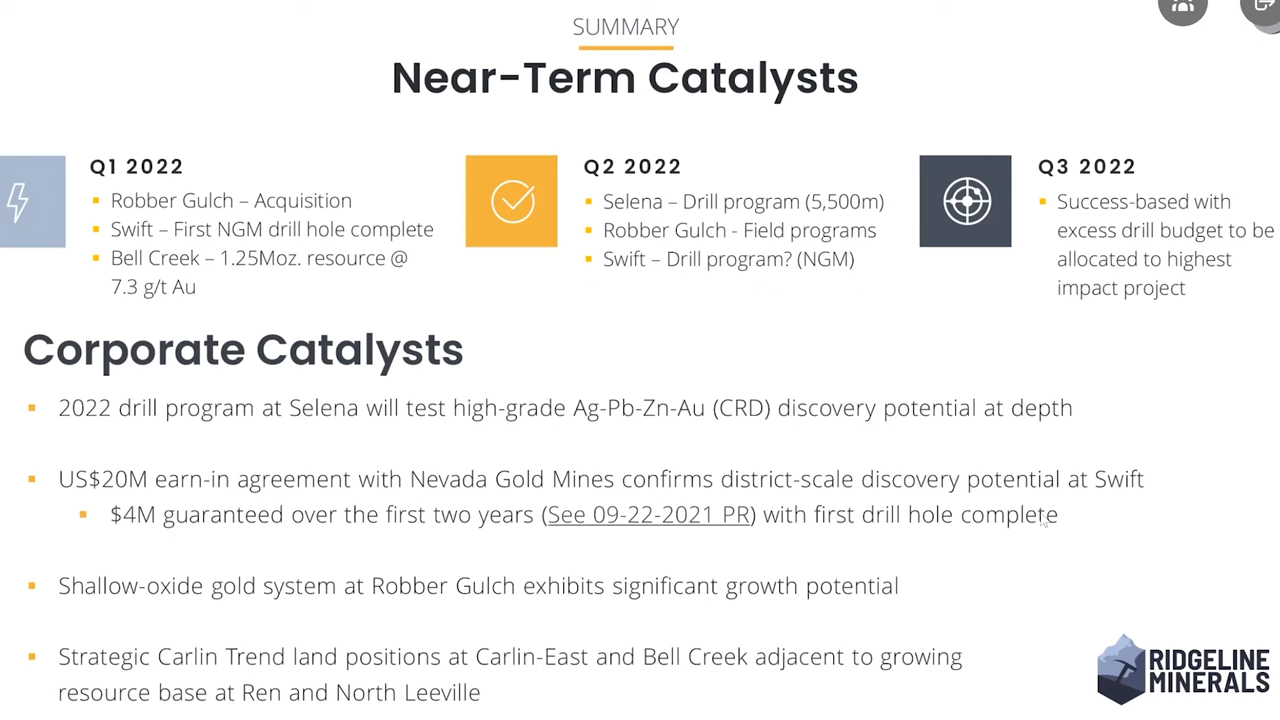 SUMMARY
Near-Term Catalysts
Q1 2022
Robber Gulch – Acquisition
Swift – First NGM drill hole complete
Bell Creek – 1.25Moz. resource @
7.3 g/t Au
Q2 2022
Selena – Drill program (5,500m)
Robber Gulch - Field programs
Swift – Drill program? (NGM)
Q3 2022
Success-based with
excess drill budget to be
allocated to highest
impact project
Corporate Catalysts
2022 drill program at Selena will test high-grade Ag-Pb-Zn-Au (CRD) discovery potential at depth
US$20M earn-in agreement with Nevada Gold Mines confirms district-scale discovery potential at Swift
$4M guaranteed over the first two years (See 09-22-2021 PR) with first drill hole complete
Shallow-oxide gold system at Robber Gulch exhibits significant growth potential
Strategic Carlin Trend land positions at Carlin-East and Bell Creek adjacent to growing
resource base at Ren and North Leeville
RIDGELINE
MINERALS